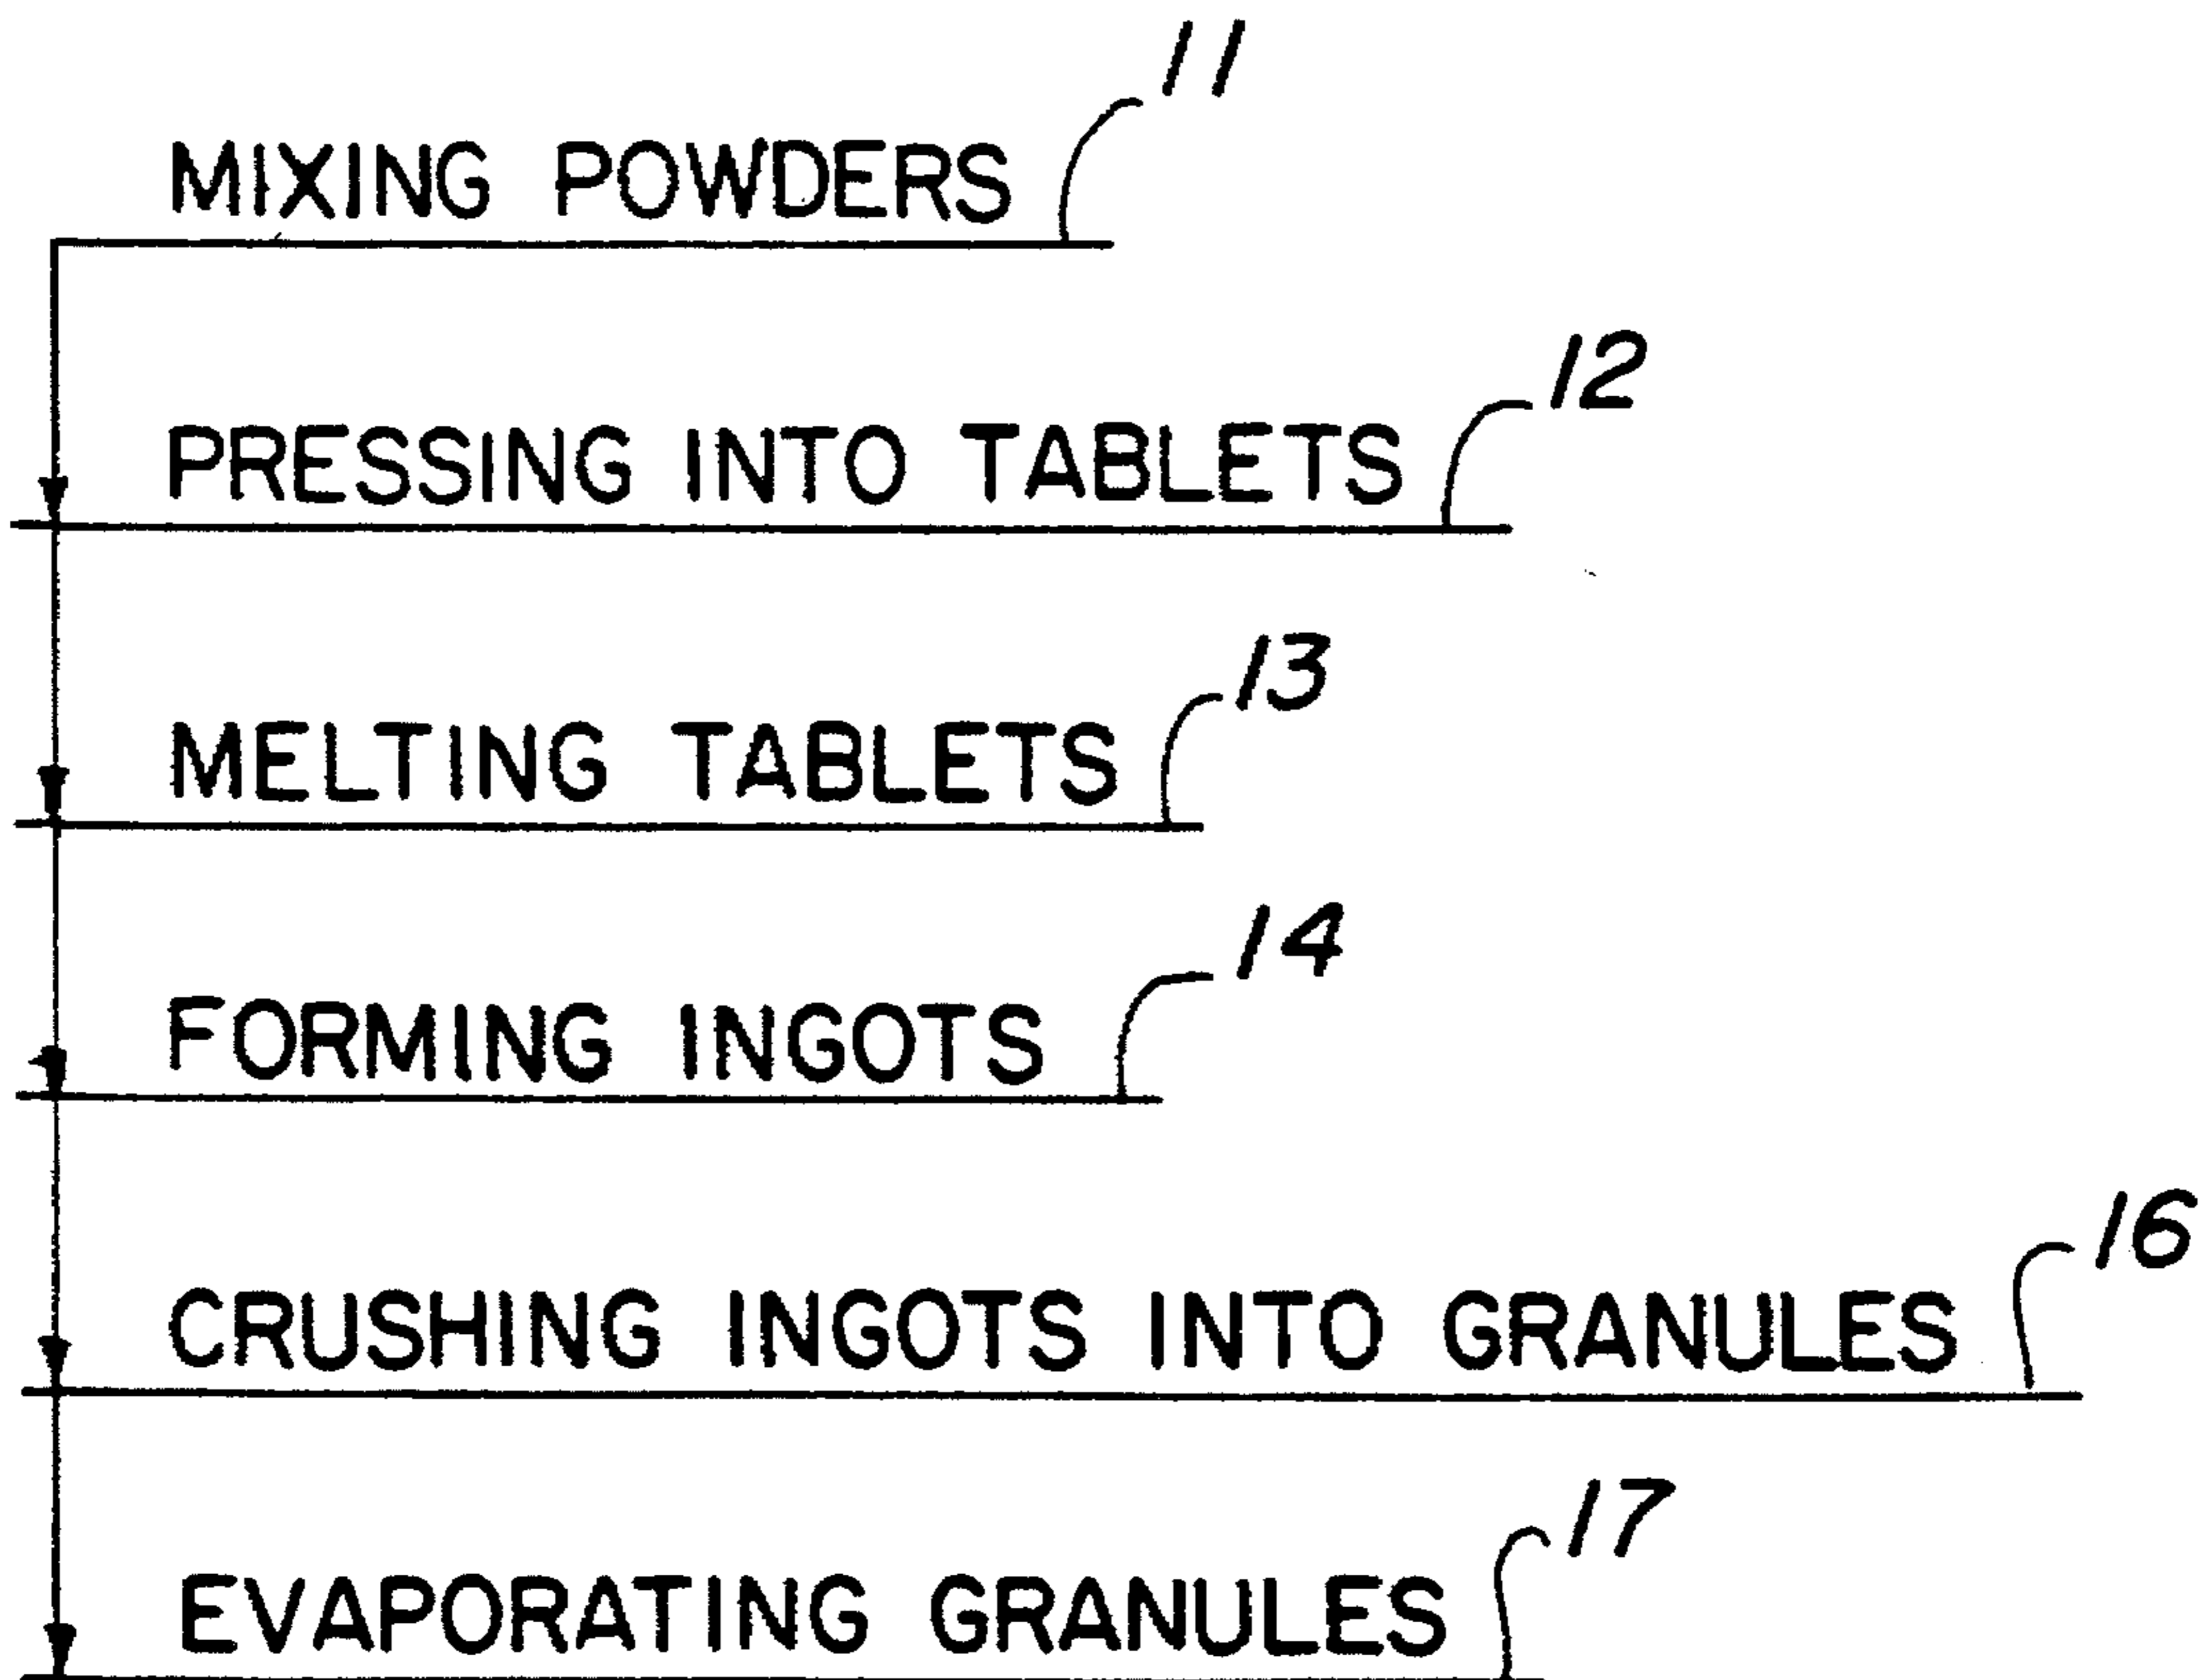 11
MIXING POWDERS
12
PRESSING INTO TABLETS
13
MELTING TABLETS
14
FORMING INGOTS
16
CRUSHING INGOTS INTO GRANULES
17
EVAPORATING GRANULES